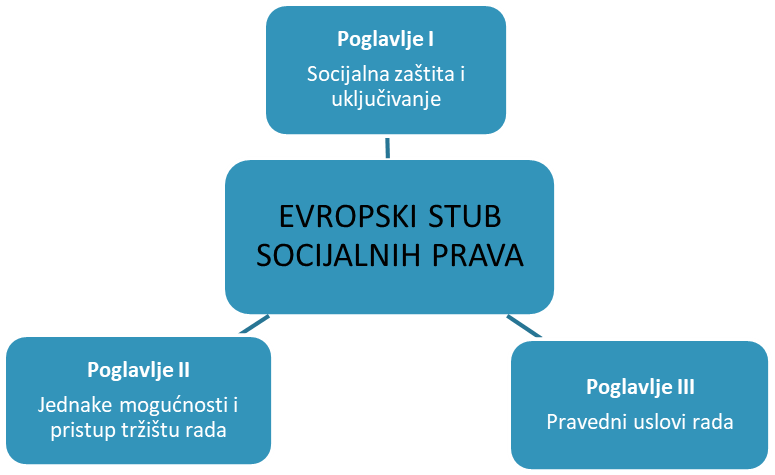 Poglavlje I
Socijalna zaštita i
uključivanje
EVROPSKI STUB
SOCIJALNIH PRAVA
Poglavlje II
Jednake mogućnosti i
pristup tržištu rada
Poglavlje III
Pravedni uslovi rada